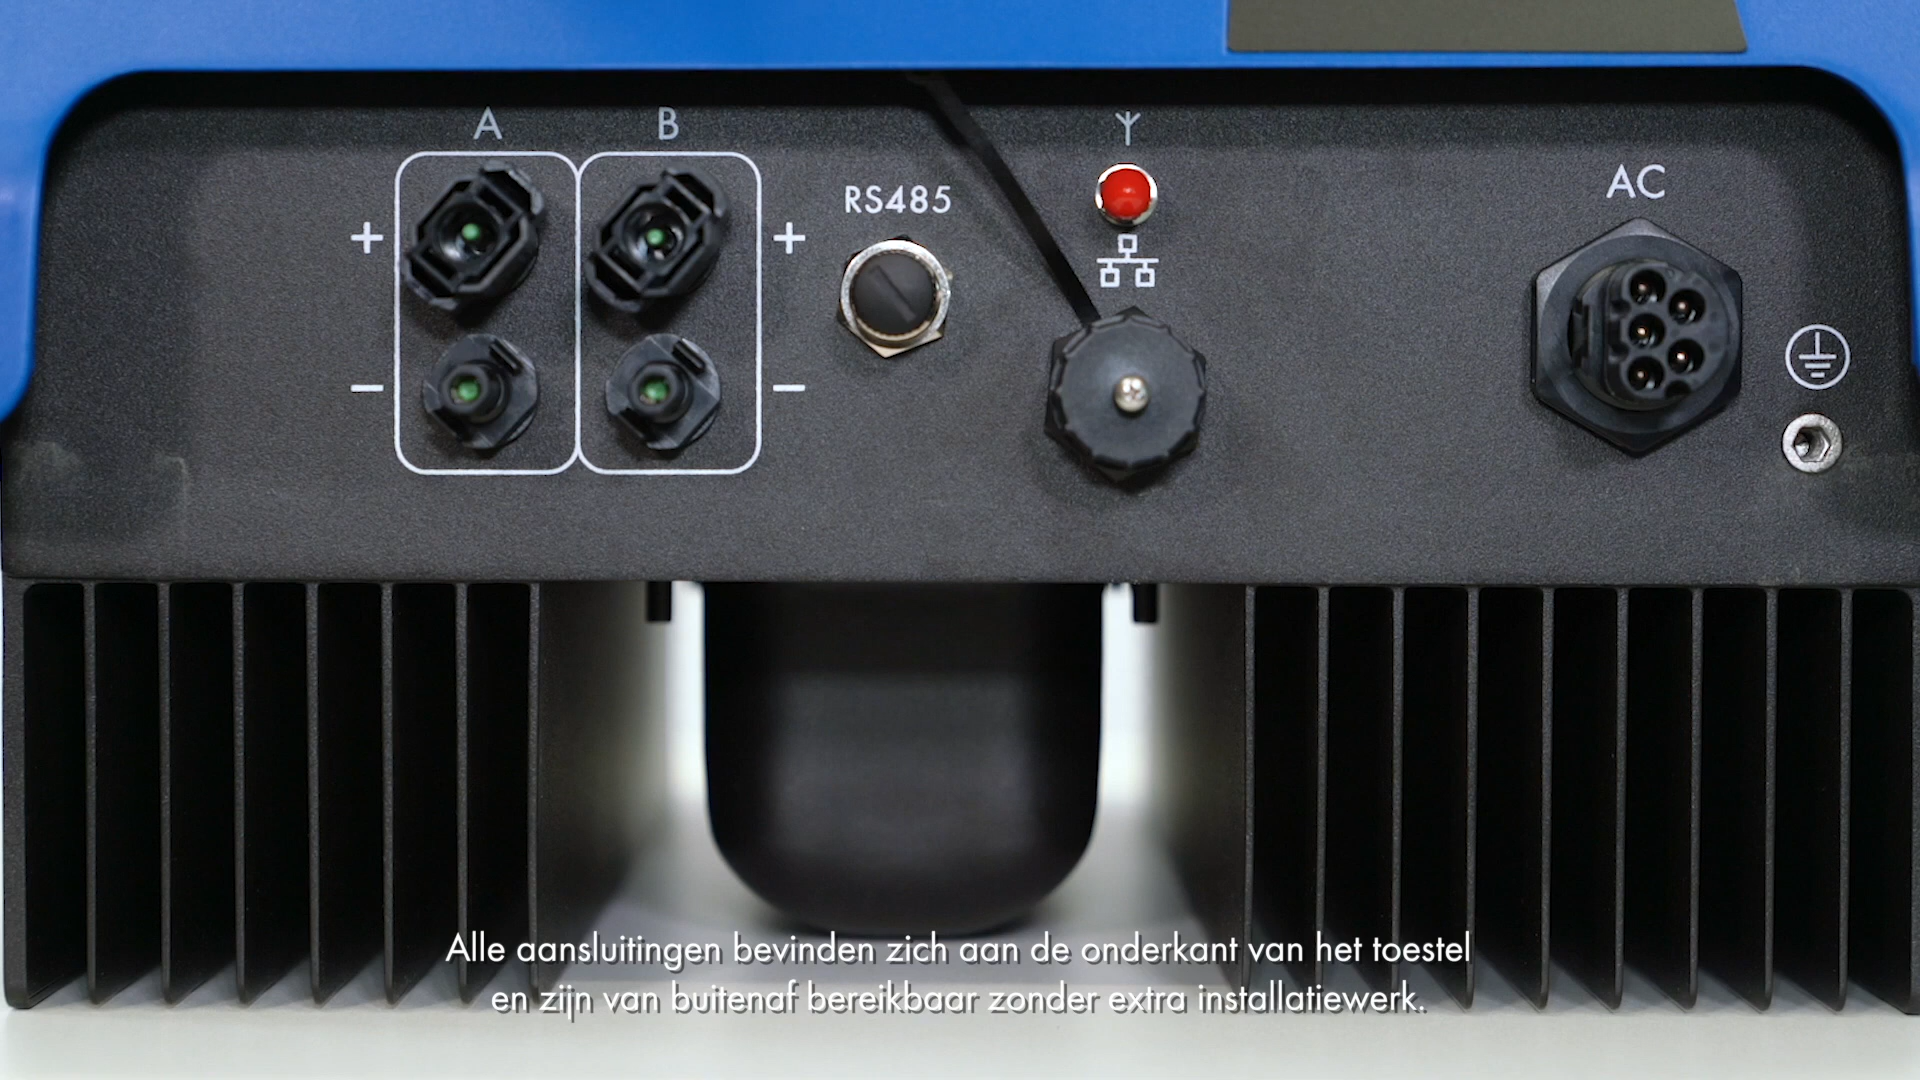 A B
+ +
RS485
AC
− −
Alle aansluitingen bevinden zich aan de onderkant van het toestel
en zijn van buitenaf bereikbaar zonder extra installatiewerk.